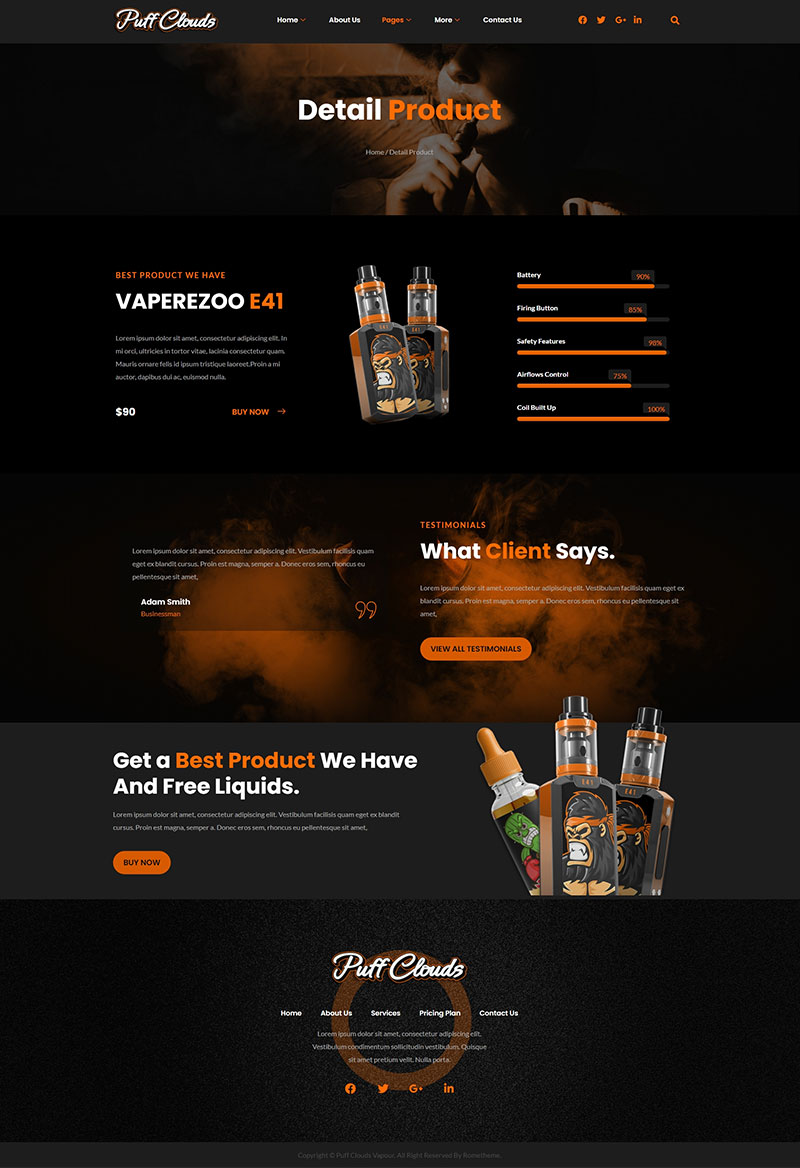 Puff Clouds
Home
About Us
Pages
More
Contact Us
Detail Product
Home / Detail Product
BEST PRODUCT WE HAVE
VAPEREZOO E41
Lorem ipsum dolor sit amet, consectetur adipiscing elit. In
mi orci, ultricies in tortor vitae, lacinia consectetur quam.
Mauris ornare felis id ipsum tristique laoreet.Proin a mi
auctor, dapibus dui ac, euismod nulla.
$90
BUY NOW
E41
E41
Battery
90%
Firing Button
85%
Safety Features
98%
Airflows Control
75%
Coil Built Up
100%
Lorem ipsum dolor sit amet, consectetur adipiscing elit. Vestibulum facilisis quam
eget ex blandit cursus. Proin est magna, semper a. Donec eros sem, rhoncus eu
pellentesque sit amet,
Adam Smith
Businessman
TESTIMONIALS
What Client Says.
Lorem ipsum dolor sit amet, consectetur adipiscing elit. Vestibulum facilisis quam eget ex
blandit cursus. Proin est magna, semper a. Donec eros sem, rhoncus eu pellentesque sit
amet,
VIEW ALL TESTIMONIALS
Get a Best Product We Have
And Free Liquids.
Lorem ipsum dolor sit amet, consectetur adipiscing elit. Vestibulum facilisis quam eget ex blandit
cursus. Proin est magna, semper a. Donec eros sem, rhoncus eu pellentesque sit amet,
BUY NOW
E41
E41
Puff Clouds
Home
About Us
Services
Pricing Plan
Contact Us
Lorem ipsum dolor sit amet, consectetur adipiscing elit.
Vestibulum condimentum sollicitudin vestibulum. Quisque
sit amet pretium velit. Nulla porta.
Copyright © Puff Clouds Vapour. All Right Reserved By Rometheme.